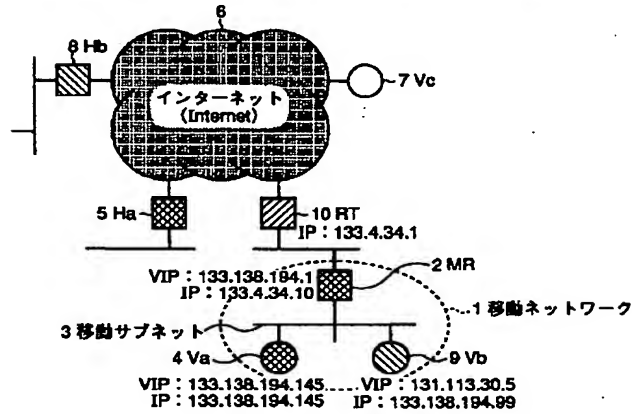 6
8 Hb
インターネット
(Internet)
7 Vc
5 Ha
10 RT
IP：133.4.34.1
VIP：133.138.194.1
IP：133.4.34.10
2 MR
1 移動ネットワーク
3 移動サブネット
4 Va
9 Vb
VIP：133.138.194.145
VIP：131.113.30.5
IP：133.138.194.145
IP：133.138.194.99